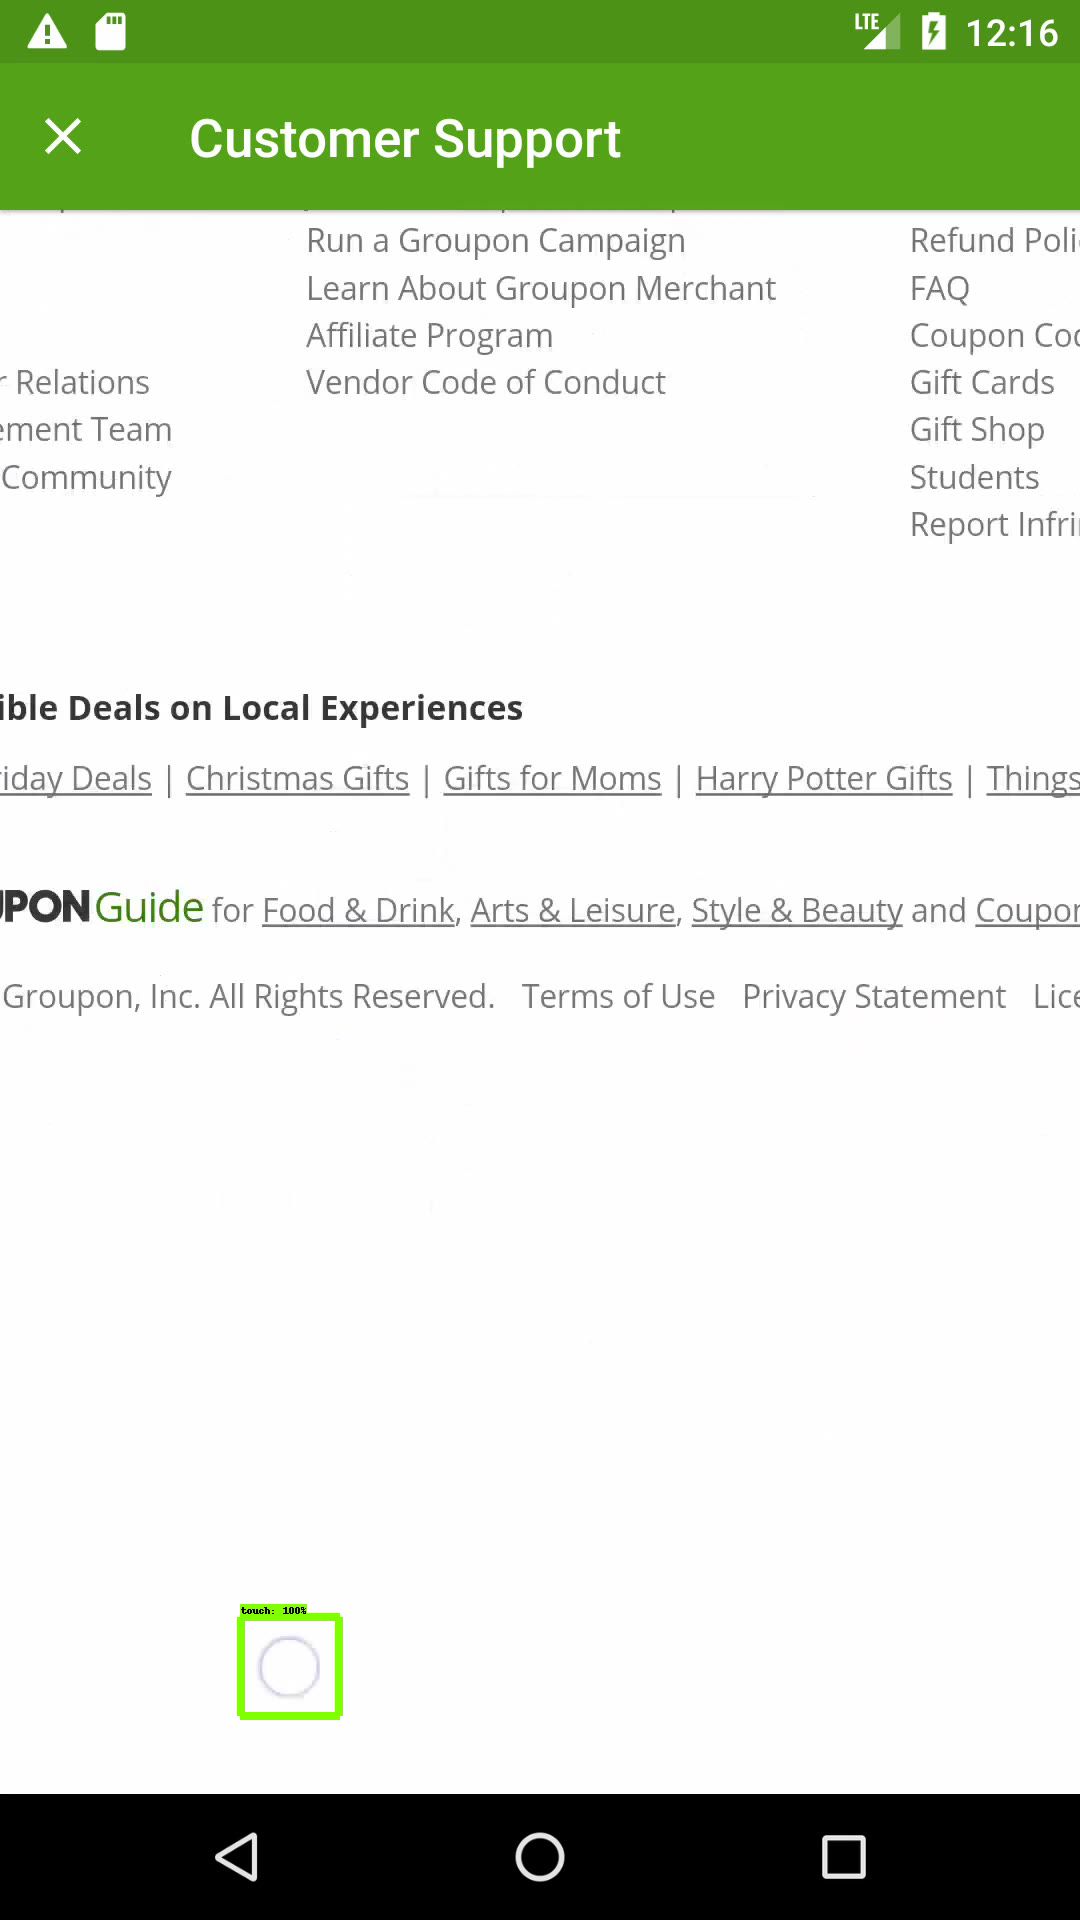 LTE 12:16
Customer Support
Run a Groupon Campaign
Learn About Groupon Merchant
Affiliate Program
Vendor Code of Conduct
Refund Poli
FAQ
Coupon Co
Gift Cards
Gift Shop
Students
Report Infri
r Relations
ement Team
Community
ible Deals on Local Experiences
riday Deals | Christmas Gifts | Gifts for Moms | Harry Potter Gifts | Things
UPON Guide for Food & Drink, Arts & Leisure, Style & Beauty and Coupon
Groupon, Inc. All Rights Reserved. Terms of Use Privacy Statement Lice
touch: 100%